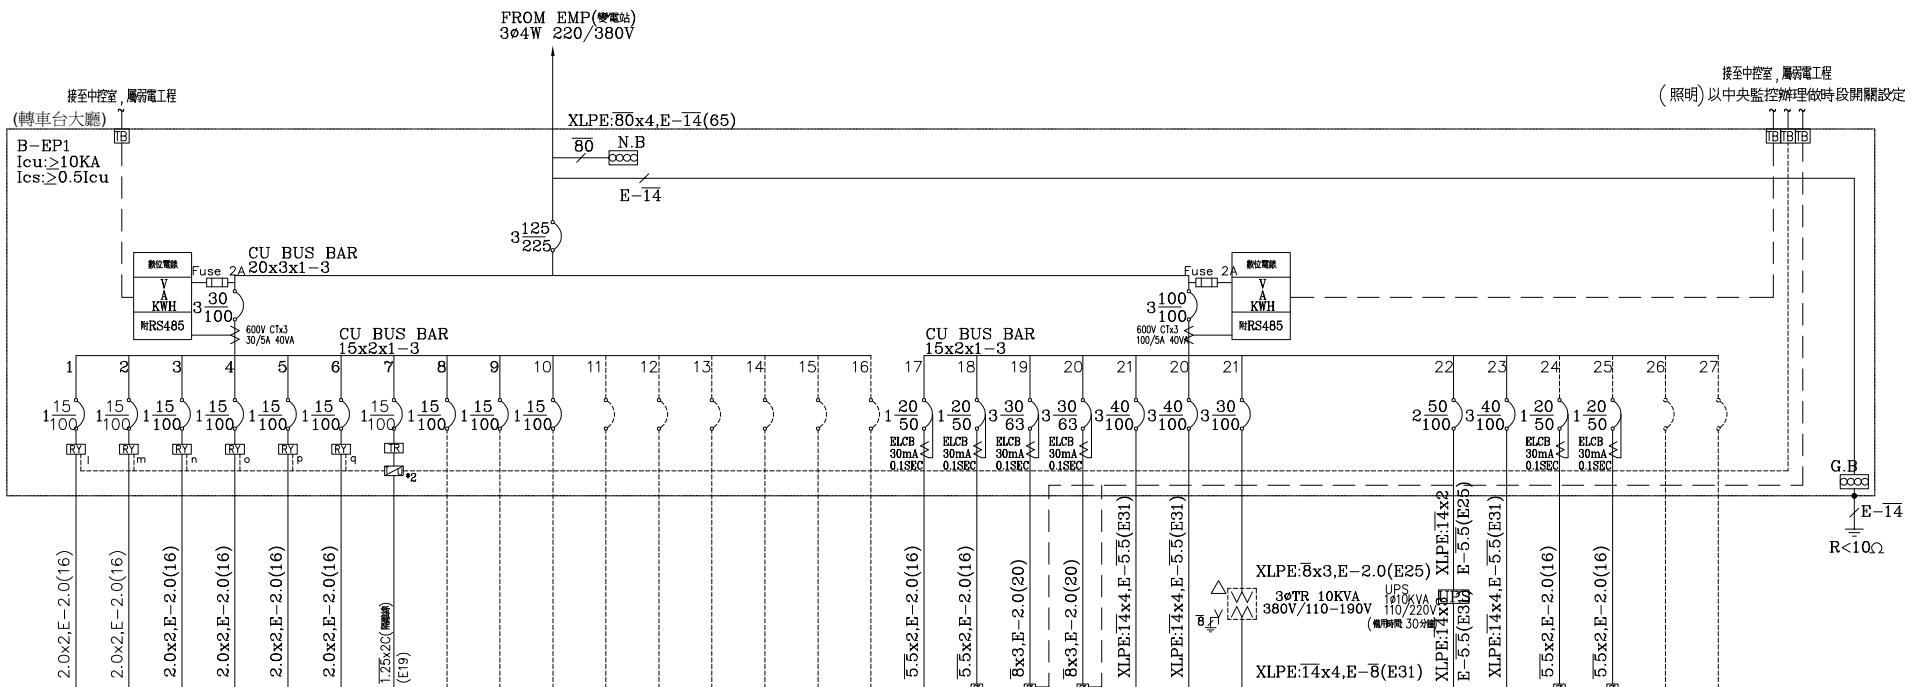 FROM EMP(變電站)
3ø4W 220/380V
接至中控室，屬弱電工程
(轉車台大廳)
TB
B-EP1
Icu:≥10KA
Ics:≥0.5Icu
XLPE:80x4,E-14(65)
80
N.B
E-14
接至中控室，屬弱電工程
(照明)以中央監控辦理做時段開關設定
TB TB TB
3 125/225
CU BUS BAR
20x3x1-3
數位電錶
V
A
KWH
附RS485
Fuse 2A
3 30/100
600V CTx3
30/5A 40VA
Fuse 2A
數位電錶
V
A
KWH
附RS485
3 100/100
600V CTx3
100/5A 40VA
CU BUS BAR
15x2x1-3
CU BUS BAR
15x2x1-3
1 2 3 4 5 6 7 8 9 10 11 12 13 14 15 16 17 18 19 20 21 20 21 22 23 24 25 26 27
1 15/100
1 15/100
1 15/100
1 15/100
1 15/100
1 15/100
1 15/100
1 15/100
1 15/100
1 15/100
1 20/50
1 20/50
3 30/63
3 30/63
3 40/100
3 40/100
3 30/100
2 50/100
3 40/100
1 20/50
1 20/50
RY l
RY m
RY n
RY o
RY p
RY q
TR
*2
ELCB
30mA
0.1SEC
ELCB
30mA
0.1SEC
ELCB
30mA
0.1SEC
ELCB
30mA
0.1SEC
ELCB
30mA
0.1SEC
ELCB
30mA
0.1SEC
G.B
E-14
R<10Ω
2.0x2,E-2.0(16)
2.0x2,E-2.0(16)
2.0x2,E-2.0(16)
2.0x2,E-2.0(16)
2.0x2,E-2.0(16)
2.0x2,E-2.0(16)
1.25x2C
(E19)
5.5x2,E-2.0(16)
5.5x2,E-2.0(16)
8x3,E-2.0(20)
8x3,E-2.0(20)
XLPE:14x4,E-5.5(E31)
XLPE:14x4,E-5.5(E31)
XLPE:8x3,E-2.0(E25)
3øTR 10KVA
380V/110-190V
8
UPS
1ø10KVA
110/220V
(備用時間:30分鐘)
UPS
XLPE:14x4,E-8(E31)
XLPE:14x2
E-5.5(E25)
XLPE:14x3
E-5.5(E31)
XLPE:14x4,E-5.5(E31)
5.5x2,E-2.0(16)
5.5x2,E-2.0(16)